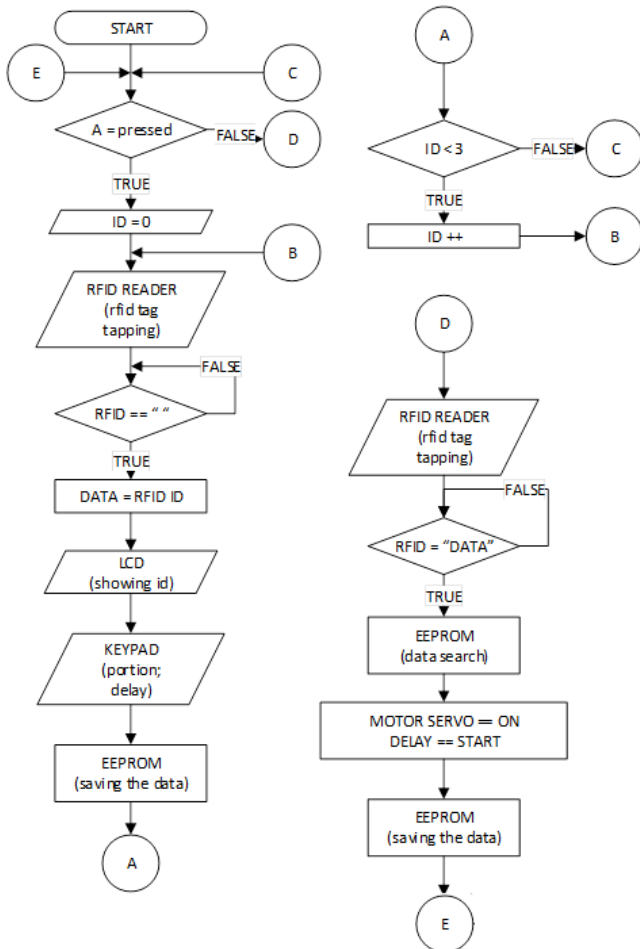 START
E
C
A = pressed
FALSE
D
TRUE
ID = 0
B
RFID READER
(rfid tag
tapping)
FALSE
RFID == “ “
TRUE
DATA = RFID ID
LCD
(showing id)
KEYPAD
(portion;
delay)
EEPROM
(saving the data)
A
A
ID < 3
FALSE
C
TRUE
ID ++
B
D
RFID READER
(rfid tag
tapping)
FALSE
RFID = “DATA”
TRUE
EEPROM
(data search)
MOTOR SERVO == ON
DELAY == START
EEPROM
(saving the data)
E